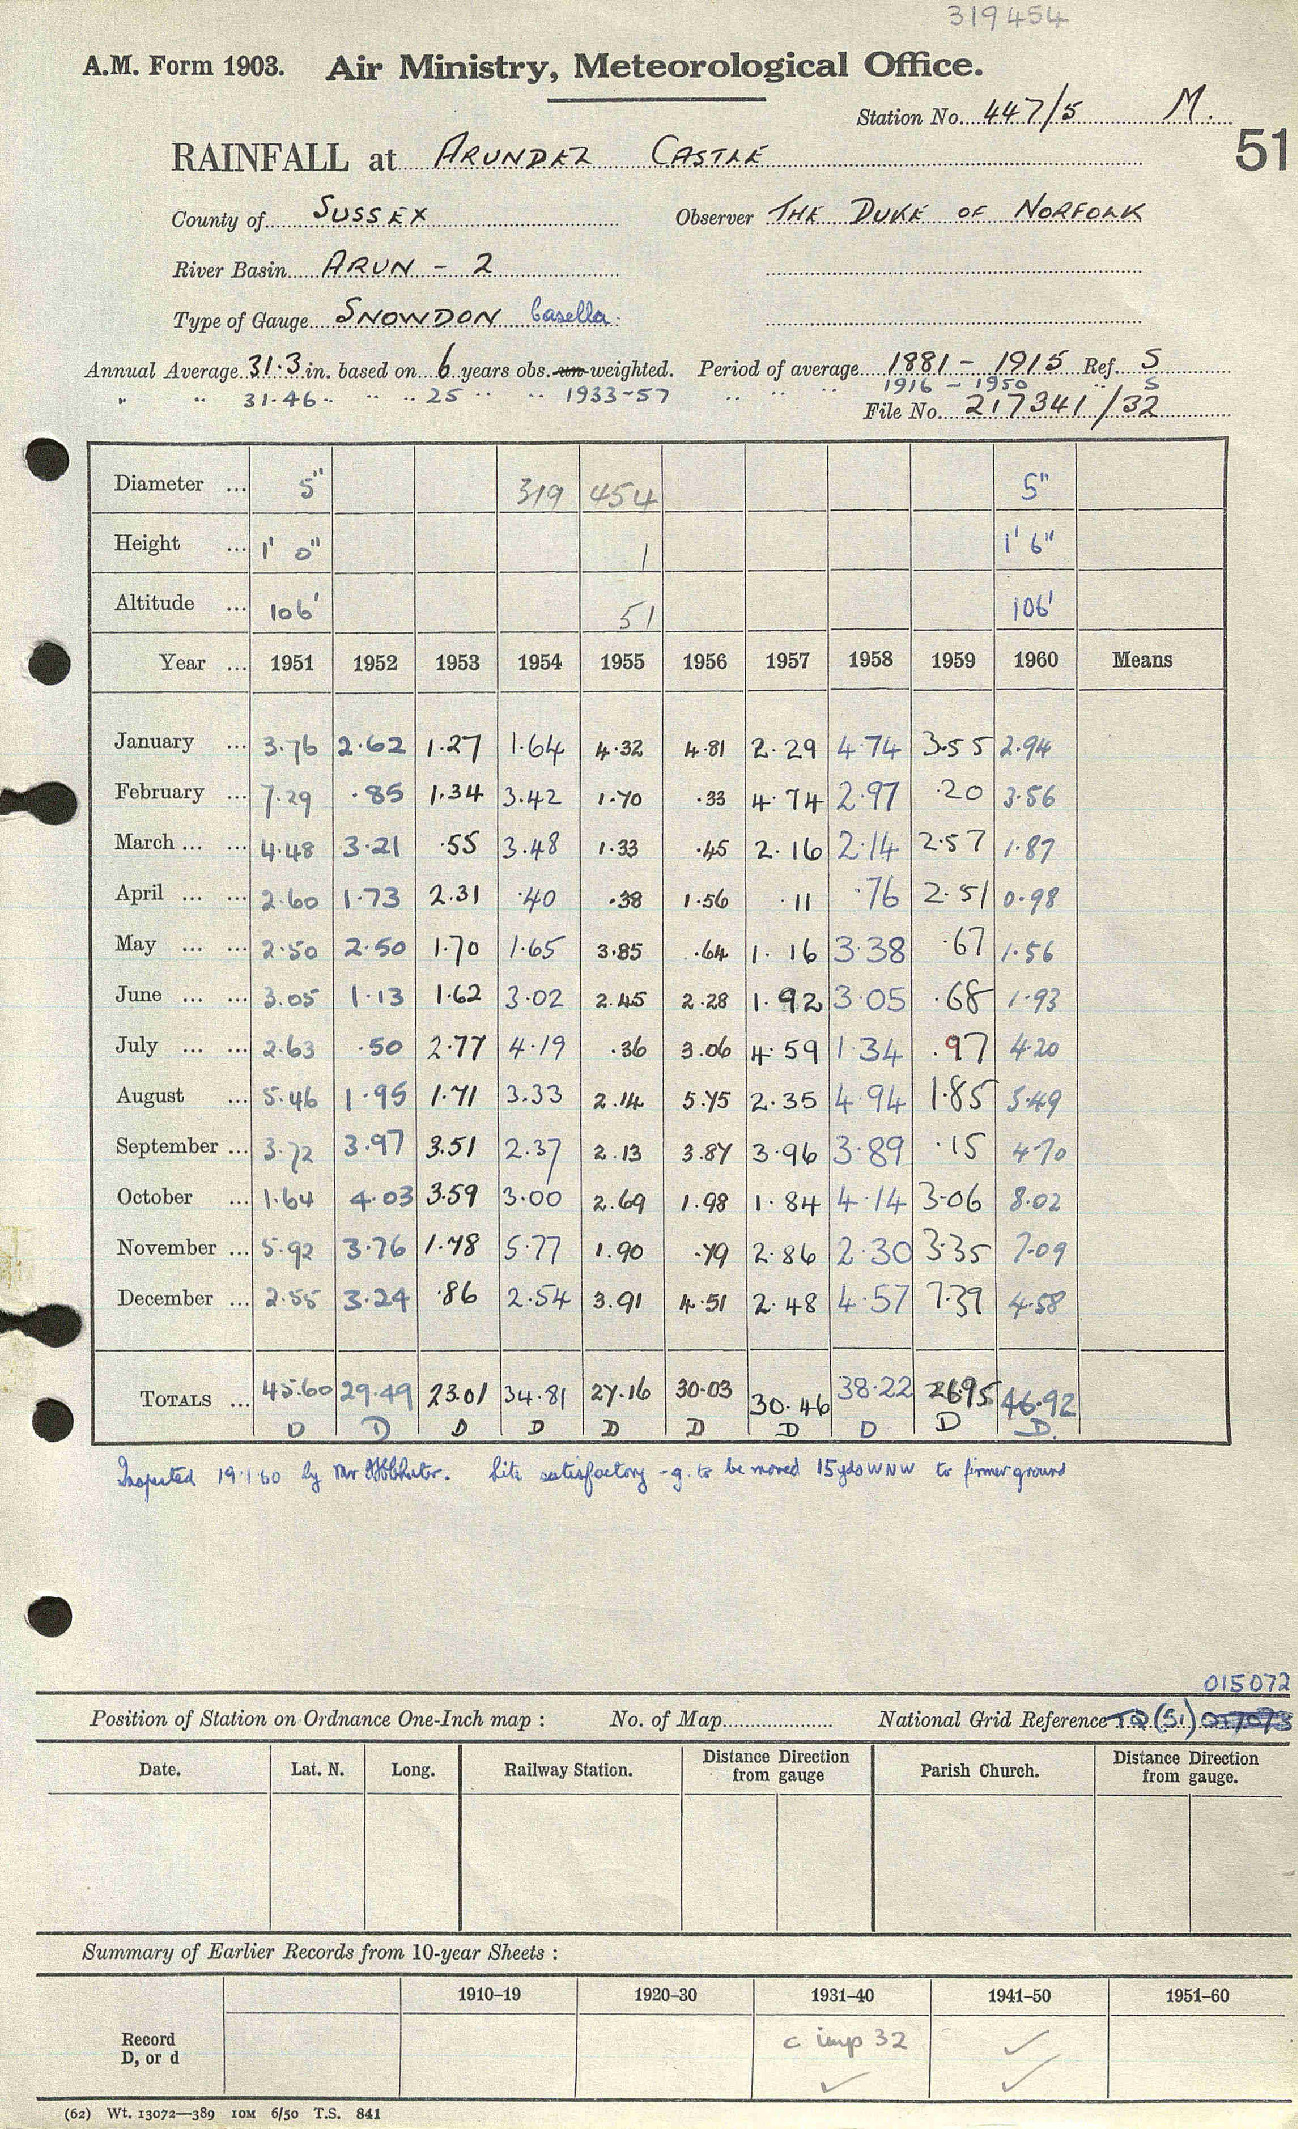 319454
A.M. Form 1903. Air Ministry, Meteorological Office.
Station No. 447/5 M.
51
RAINFALL at ARUNDEL CASTLE
County of SUSSEX Observer THE DUKE OF NORFOLK
River Basin ARUN - 2
Type of Gauge SNOWDON Casella.
Annual Average 31.3 in. based on 6 years obs. un-weighted. Period of average 1881 - 1915 Ref. S
" " 31.46 " " " 25 " " 1933-57 " " " 1916 - 1950 " S
File No. 217341/32
Diameter ... 5" 319 454 5"
Height ... 1' 0" 1 1' 6"
Altitude ... 106' 51 106'
Year ... 1951 1952 1953 1954 1955 1956 1957 1958 1959 1960 Means
January ... 3.76 2.62 1.27 1.64 4.32 4.81 2.29 4.74 3.55 2.94
February ... 7.29 .85 1.34 3.42 1.70 .33 4.74 2.97 .20 3.56
March ... ... 4.48 3.21 .55 3.48 1.33 .45 2.16 2.14 2.57 1.87
April ... ... 2.60 1.73 2.31 .40 .38 1.56 .11 .76 2.51 0.98
May ... ... 2.50 2.50 1.70 1.65 3.85 .64 1.16 3.38 .67 1.56
June ... ... 3.05 1.13 1.62 3.02 2.45 2.28 1.92 3.05 .68 1.93
July ... ... 2.63 .50 2.77 4.19 .36 3.06 4.59 1.34 .97 4.20
August ... 5.46 1.95 1.71 3.33 2.14 5.75 2.35 4.94 1.85 5.49
September ... 3.72 3.97 3.51 2.37 2.13 3.87 3.96 3.89 .15 4.70
October ... 1.64 4.03 3.59 3.00 2.69 1.98 1.84 4.14 3.06 8.02
November ... 5.92 3.76 1.78 5.77 1.90 .79 2.86 2.30 3.35 7.09
December ... 2.55 3.24 .86 2.54 3.91 4.51 2.48 4.57 7.39 4.58
TOTALS ... 45.60 29.49 23.01 34.81 27.16 30.03 30.46 38.22 26.95 46.92
D D D D D D D D D D.
Inspected 19.1.60 by Mr Site satisfactory - g. to be moved 15yds WNW to firmer ground
015072
Position of Station on Ordnance One-Inch map : No. of Map National Grid Reference TQ (51)
Date. Lat. N. Long. Railway Station. Distance Direction from gauge Parish Church. Distance Direction from gauge.
Summary of Earlier Records from 10-year Sheets :
1910–19 1920–30 1931–40 1941–50 1951–60
Record D, or d c imp 32 ✓
✓ ✓
(62) Wt. 13072—389 10M 6/50 T.S. 841